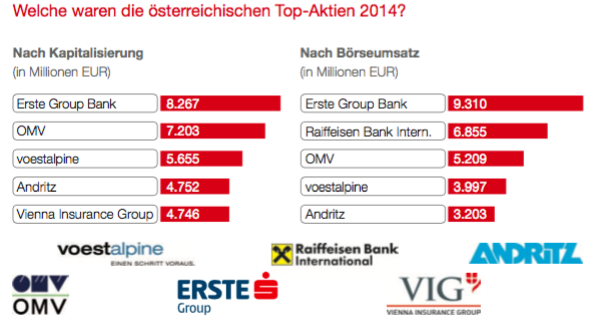 Welche waren die österreichischen Top-Aktien 2014?
Nach Kapitalisierung
(in Millionen EUR)
Erste Group Bank 8.267
OMV 7.203
voestalpine 5.655
Andritz 4.752
Vienna Insurance Group 4.746
Nach Börseumsatz
(in Millionen EUR)
Erste Group Bank 9.310
Raiffeisen Bank Intern. 6.855
OMV 5.209
voestalpine 3.997
Andritz 3.203
voestalpine
EINEN SCHRITT VORAUS.
Raiffeisen Bank
International
ANDRITZ
OMV
OMV
ERSTE
Group
VIG
VIENNA INSURANCE GROUP